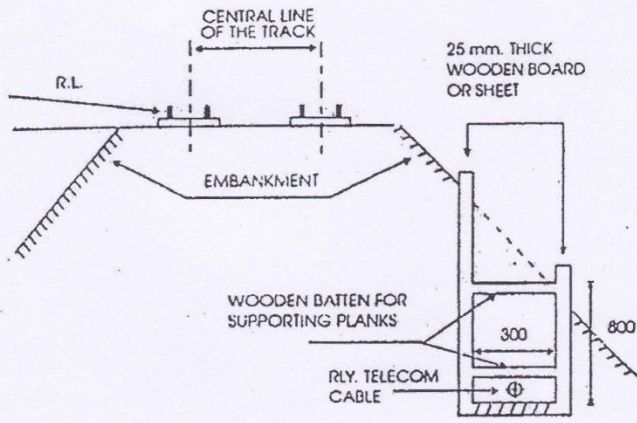 CENTRAL LINE
OF THE TRACK
25 mm. THICK
WOODEN BOARD
OR SHEET
R.L.
EMBANKMENT
WOODEN BATTEN FOR
SUPPORTING PLANKS
300
800
RLY. TELECOM
CABLE